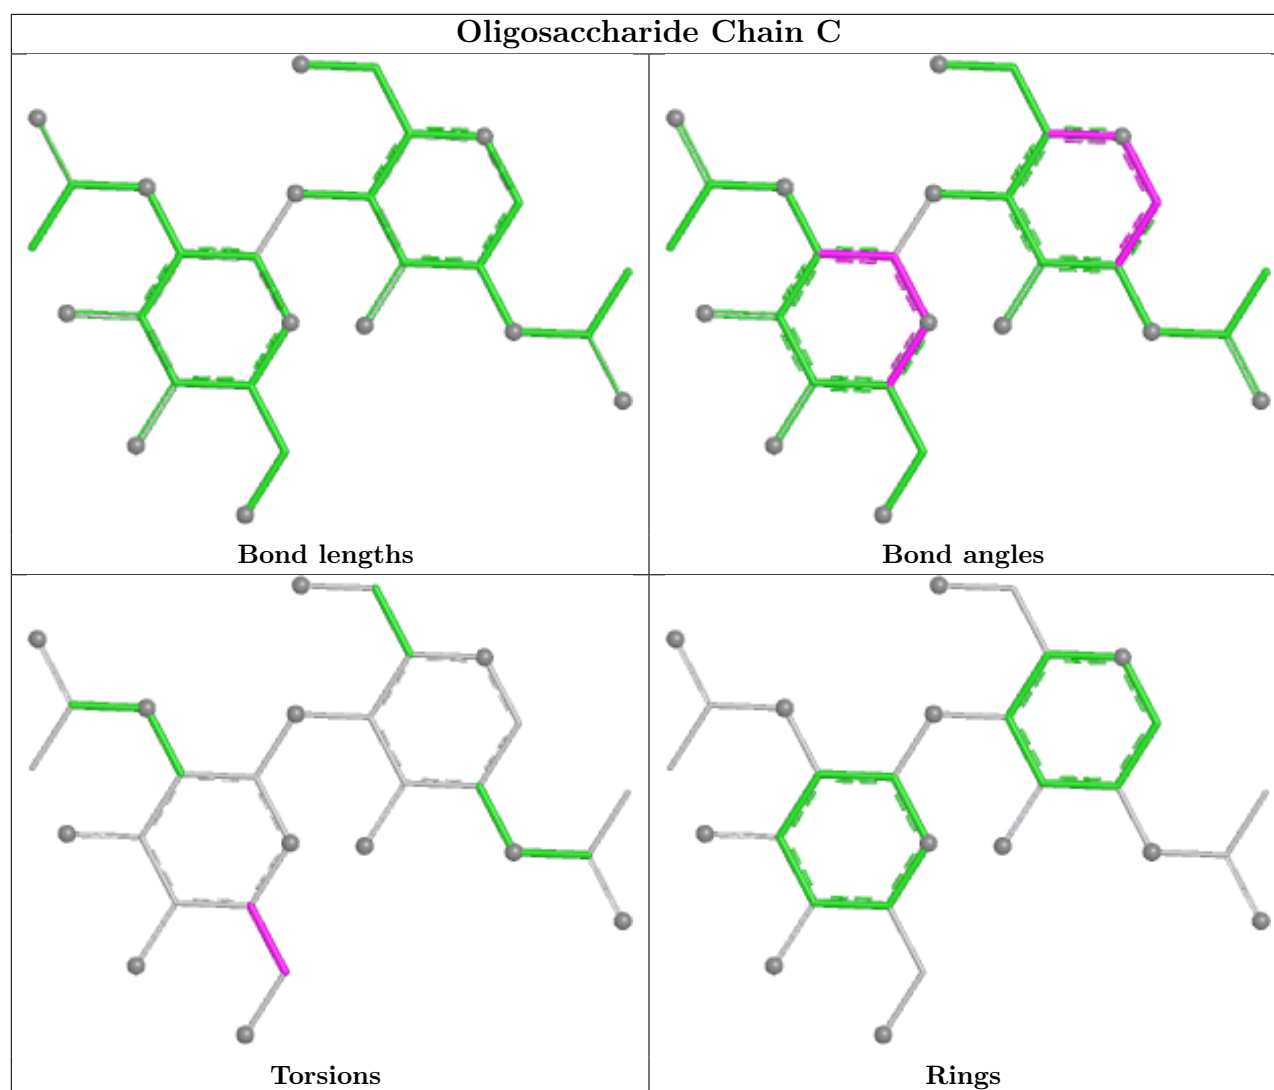 Oligosaccharide Chain C
Bond lengths
Bond angles
Torsions
Rings